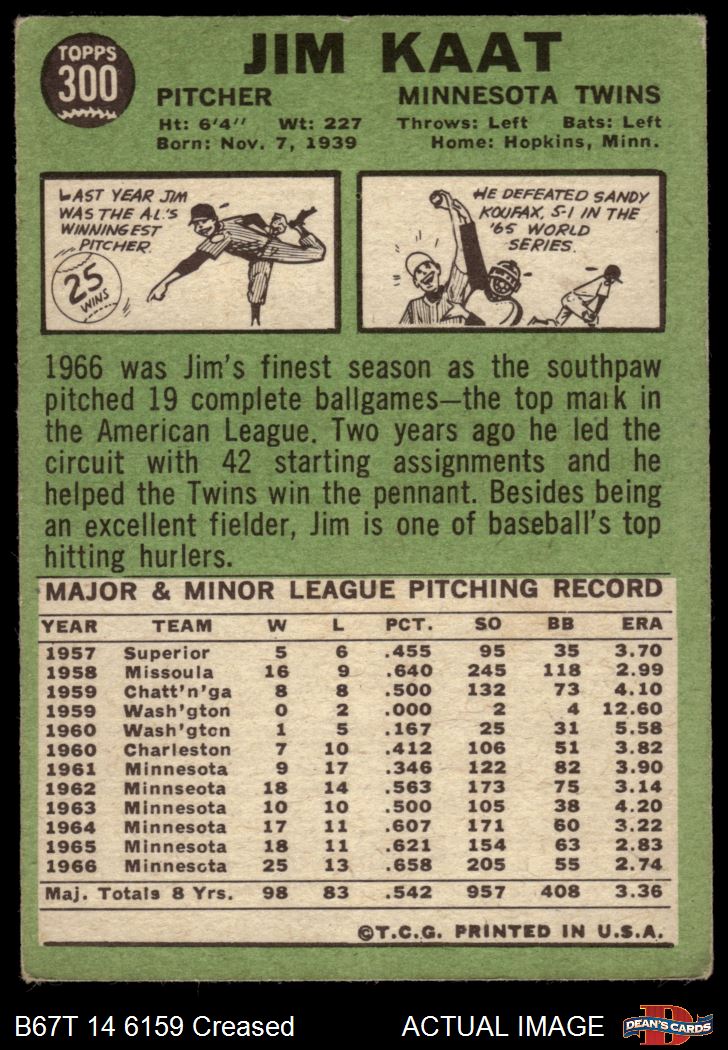 TOPPS
300
JIM KAAT
PITCHER MINNESOTA TWINS
Ht: 6'4" Wt: 227 Throws: Left Bats: Left
Born: Nov. 7, 1939 Home: Hopkins, Minn.
LAST YEAR JIM
WAS THE A.L.'S
WINNINGEST
PITCHER.
25
WINS
HE DEFEATED SANDY
KOUFAX, 5-1 IN THE
'65 WORLD
SERIES.
1966 was Jim's finest season as the southpaw
pitched 19 complete ballgames—the top mark in
the American League. Two years ago he led the
circuit with 42 starting assignments and he
helped the Twins win the pennant. Besides being
an excellent fielder, Jim is one of baseball's top
hitting hurlers.
MAJOR & MINOR LEAGUE PITCHING RECORD
YEAR TEAM W L PCT. SO BB ERA
1957 Superior 5 6 .455 95 35 3.70
1958 Missoula 16 9 .640 245 118 2.99
1959 Chatt'n'ga 8 8 .500 132 73 4.10
1959 Wash'gton 0 2 .000 2 4 12.60
1960 Wash'gton 1 5 .167 25 31 5.58
1960 Charleston 7 10 .412 106 51 3.82
1961 Minnesota 9 17 .346 122 82 3.90
1962 Minnseota 18 14 .563 173 75 3.14
1963 Minnesota 10 10 .500 105 38 4.20
1964 Minnesota 17 11 .607 171 60 3.22
1965 Minnesota 18 11 .621 154 63 2.83
1966 Minnesota 25 13 .658 205 55 2.74
Maj. Totals 8 Yrs. 98 83 .542 957 408 3.36
©T.C.G. PRINTED IN U.S.A.
B67T 14 6159 Creased ACTUAL IMAGE
D
DEAN'S CARDS